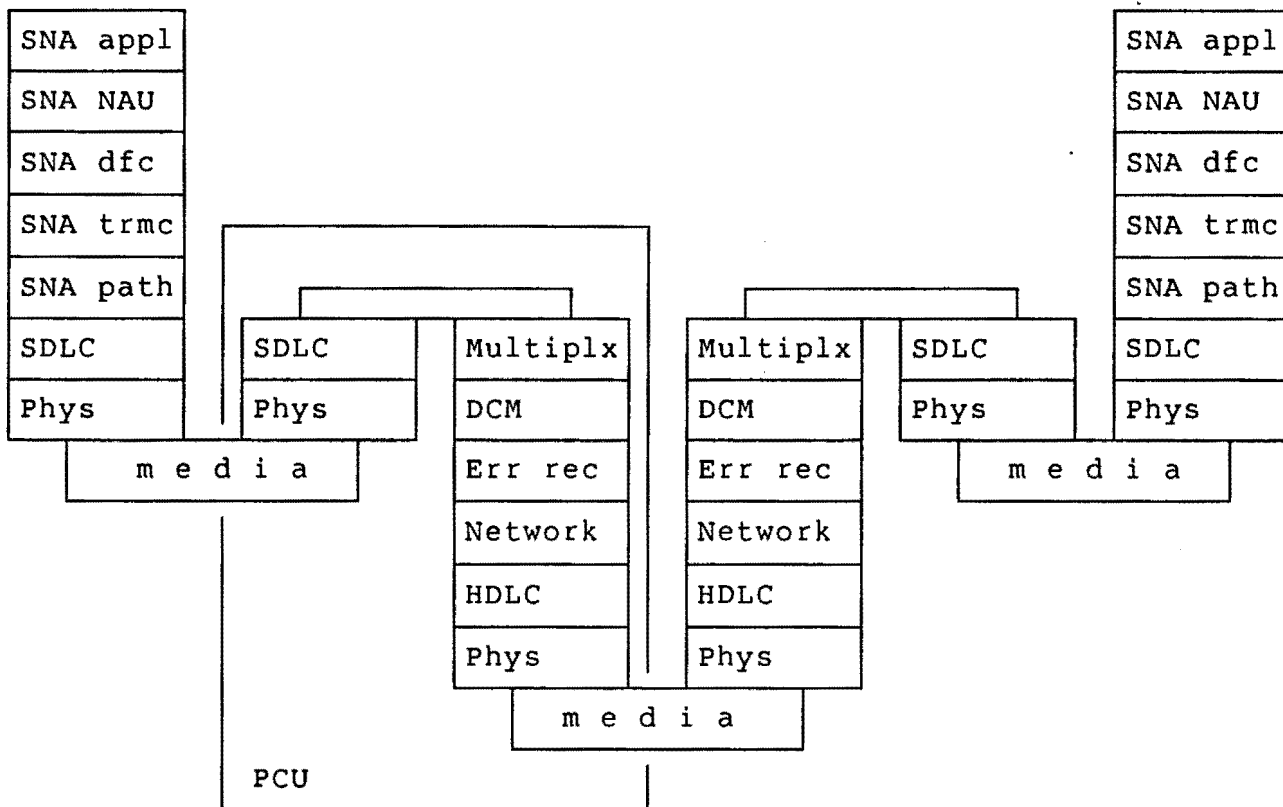 SNA appl
SNA NAU
SNA dfc
SNA trmc
SNA path
SDLC
Phys
m e d i a
SDLC
Phys
Multiplx
DCM
Err rec
Network
HDLC
Phys
m e d i a
PCU
Multiplx
DCM
Err rec
Network
HDLC
Phys
SDLC
Phys
m e d i a
SNA appl
SNA NAU
SNA dfc
SNA trmc
SNA path
SDLC
Phys